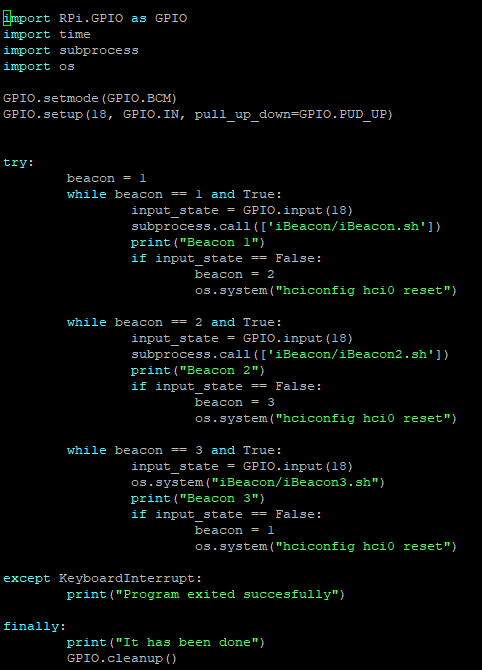 import RPi.GPIO as GPIO
import time
import subprocess
import os

GPIO.setmode(GPIO.BCM)
GPIO.setup(18, GPIO.IN, pull_up_down=GPIO.PUD_UP)


try:
        beacon = 1
        while beacon == 1 and True:
                input_state = GPIO.input(18)
                subprocess.call(['iBeacon/iBeacon.sh'])
                print("Beacon 1")
                if input_state == False:
                        beacon = 2
                        os.system("hciconfig hci0 reset")

        while beacon == 2 and True:
                input_state = GPIO.input(18)
                subprocess.call(['iBeacon/iBeacon2.sh'])
                print("Beacon 2")
                if input_state == False:
                        beacon = 3
                        os.system("hciconfig hci0 reset")

        while beacon == 3 and True:
                input_state = GPIO.input(18)
                os.system("iBeacon/iBeacon3.sh")
                print("Beacon 3")
                if input_state == False:
                        beacon = 1
                        os.system("hciconfig hci0 reset")

except KeyboardInterrupt:
        print("Program exited succesfully")

finally:
        print("It has been done")
        GPIO.cleanup()